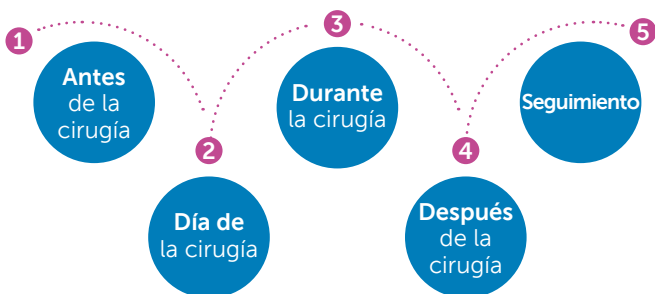 1
Antes
de la
cirugía
2
Día de
la cirugía
3
Durante
la cirugía
4
Después
de la
cirugía
5
Seguimiento